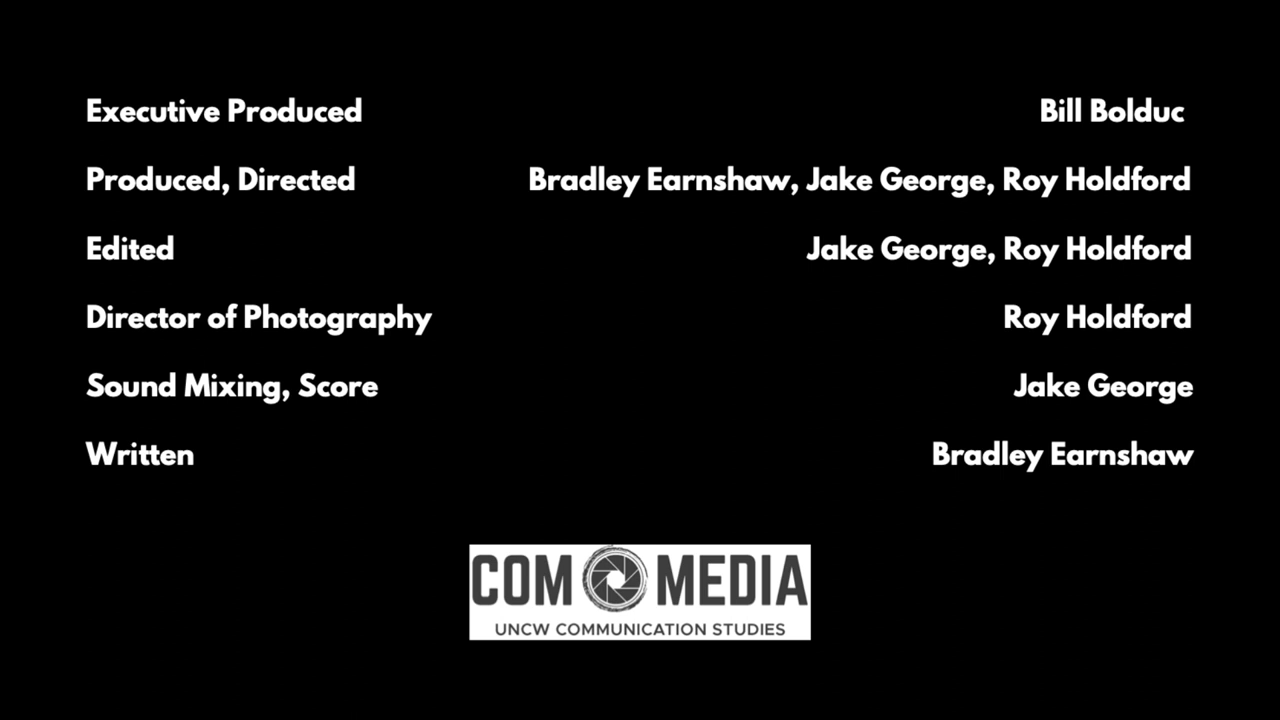 Executive Produced Bill Bolduc
Produced, Directed Bradley Earnshaw, Jake George, Roy Holdford
Edited Jake George, Roy Holdford
Director of Photography Roy Holdford
Sound Mixing, Score Jake George
Written Bradley Earnshaw
COM MEDIA
UNCW COMMUNICATION STUDIES